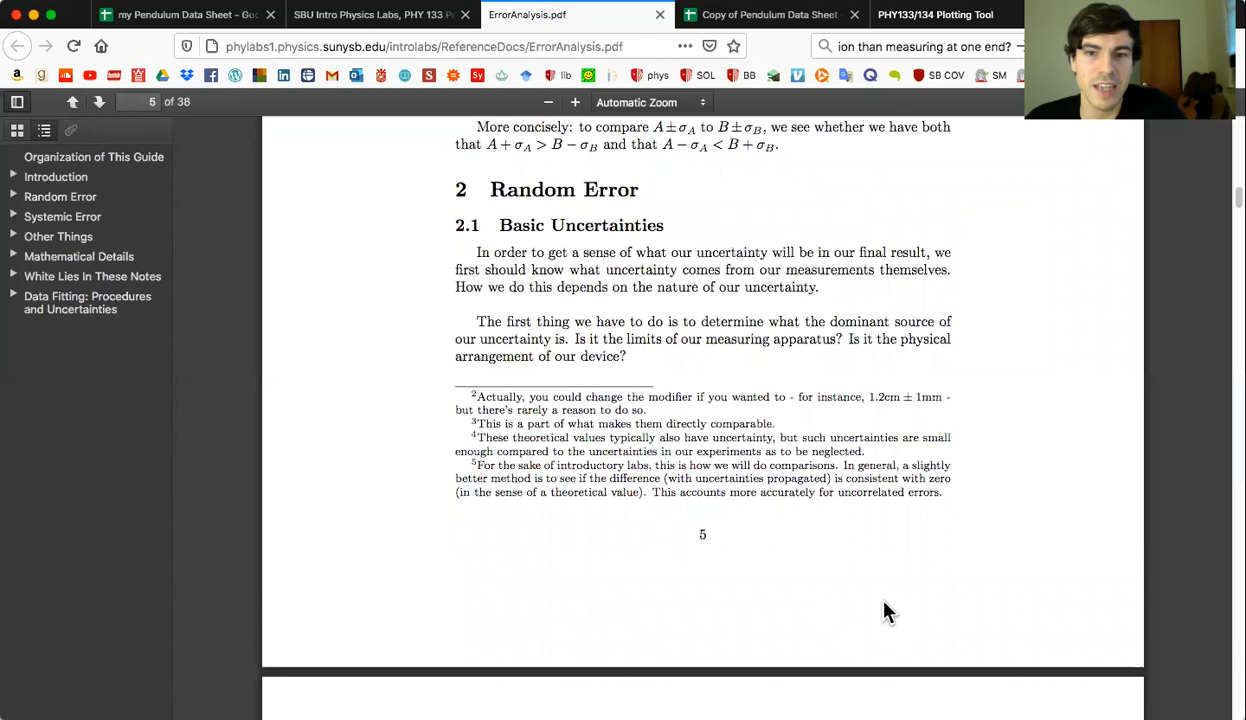 my Pendulum Data Sheet - Goo
SBU Intro Physics Labs, PHY 133 P
ErrorAnalysis.pdf
Copy of Pendulum Data Sheet -
PHY133/134 Plotting Tool
phylabs1.physics.sunysb.edu/introlabs/ReferenceDocs/ErrorAnalysis.pdf
ion than measuring at one end?
lib
phys
SOL
BB
SB COV
SM
5 of 38
Automatic Zoom
Organization of This Guide
Introduction
Random Error
Systemic Error
Other Things
Mathematical Details
White Lies In These Notes
Data Fitting: Procedures
and Uncertainties
More concisely: to compare A±σA to B±σB, we see whether we have both
that A + σA > B − σB and that A − σA < B + σB.
2 Random Error
2.1 Basic Uncertainties
In order to get a sense of what our uncertainty will be in our final result, we
first should know what uncertainty comes from our measurements themselves.
How we do this depends on the nature of our uncertainty.
The first thing we have to do is to determine what the dominant source of
our uncertainty is. Is it the limits of our measuring apparatus? Is it the physical
arrangement of our device?
2Actually, you could change the modifier if you wanted to - for instance, 1.2cm ± 1mm -
but there's rarely a reason to do so.
3This is a part of what makes them directly comparable.
4These theoretical values typically also have uncertainty, but such uncertainties are small
enough compared to the uncertainties in our experiments as to be neglected.
5For the sake of introductory labs, this is how we will do comparisons. In general, a slightly
better method is to see if the difference (with uncertainties propagated) is consistent with zero
(in the sense of a theoretical value). This accounts more accurately for uncorrelated errors.
5